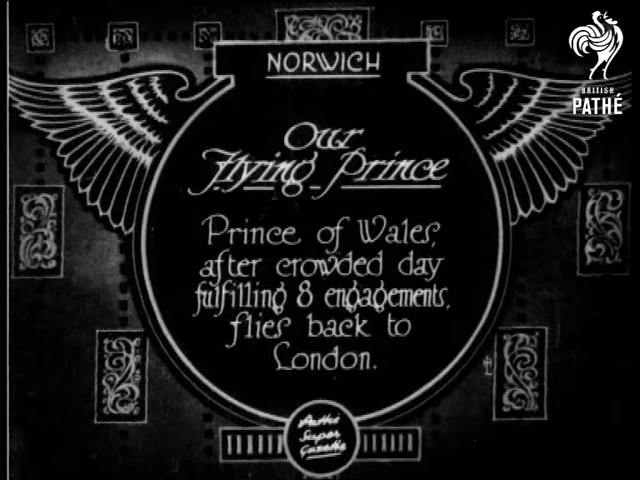 NORWICH
BRITISH
PATHÉ
Our
Flying Prince
Prince of Wales,
after crowded day
fulfilling 8 engagements,
flies back to
London.
Pathé
Super
Gazette